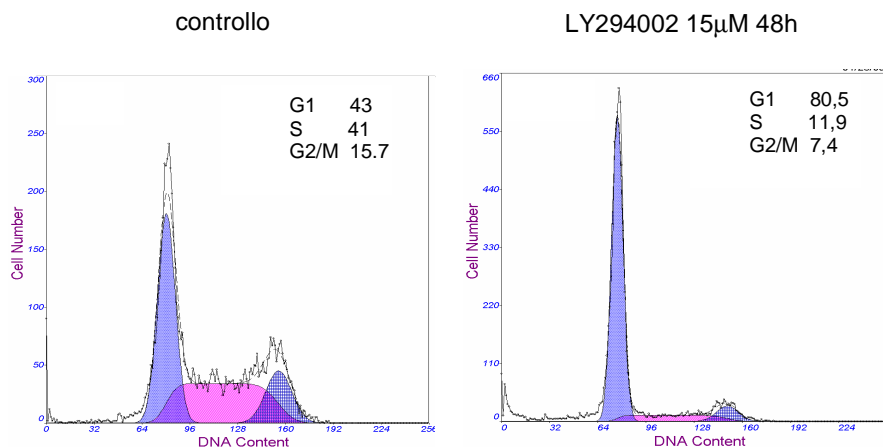 controllo
LY294002 15µM 48h
300
250
200
150
100
50
0
Cell Number
G1 43
S 41
G2/M 15.7
0 32 64 96 128 160 192 224 256
DNA Content
660
550
440
330
220
110
0
Cell Number
G1 80,5
S 11,9
G2/M 7,4
0 32 64 96 128 160 192 224
DNA Content